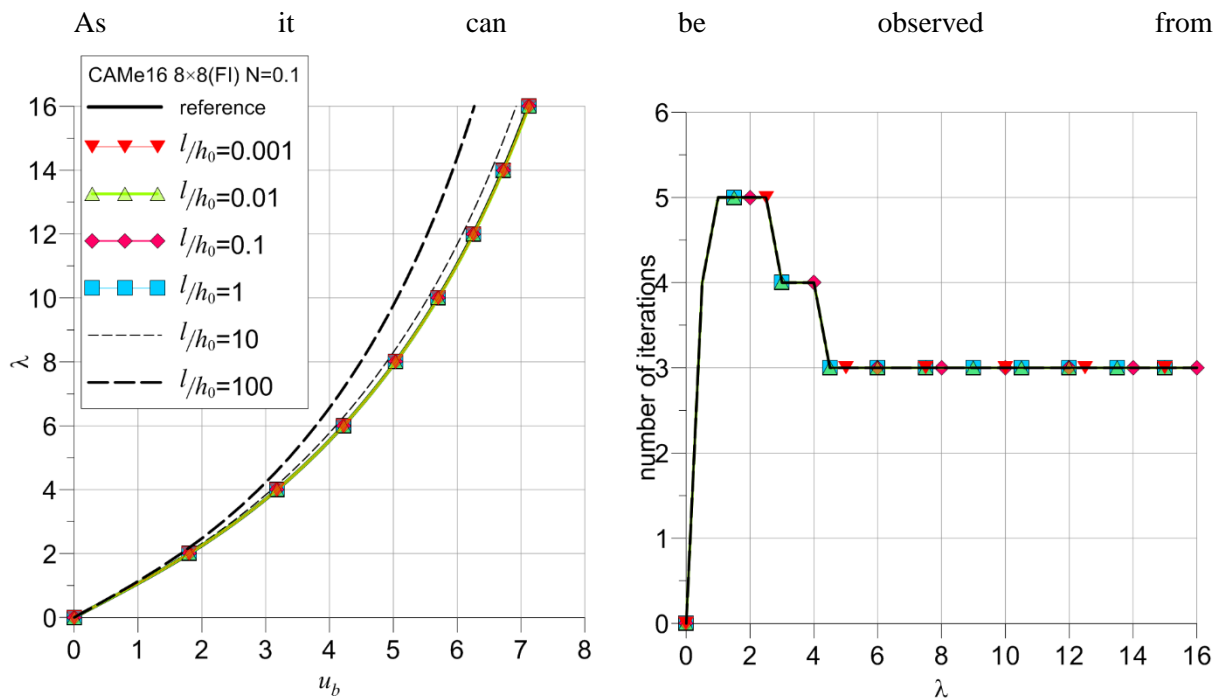 As it can be observed from
CAMe16 8×8(FI) N=0.1
reference
l/h₀=0.001
l/h₀=0.01
l/h₀=0.1
l/h₀=1
l/h₀=10
l/h₀=100
λ
16
14
12
10
8
6
4
2
0
0 1 2 3 4 5 6 7 8
u_b
number of iterations
6
5
4
3
2
1
0
0 2 4 6 8 10 12 14 16
λ